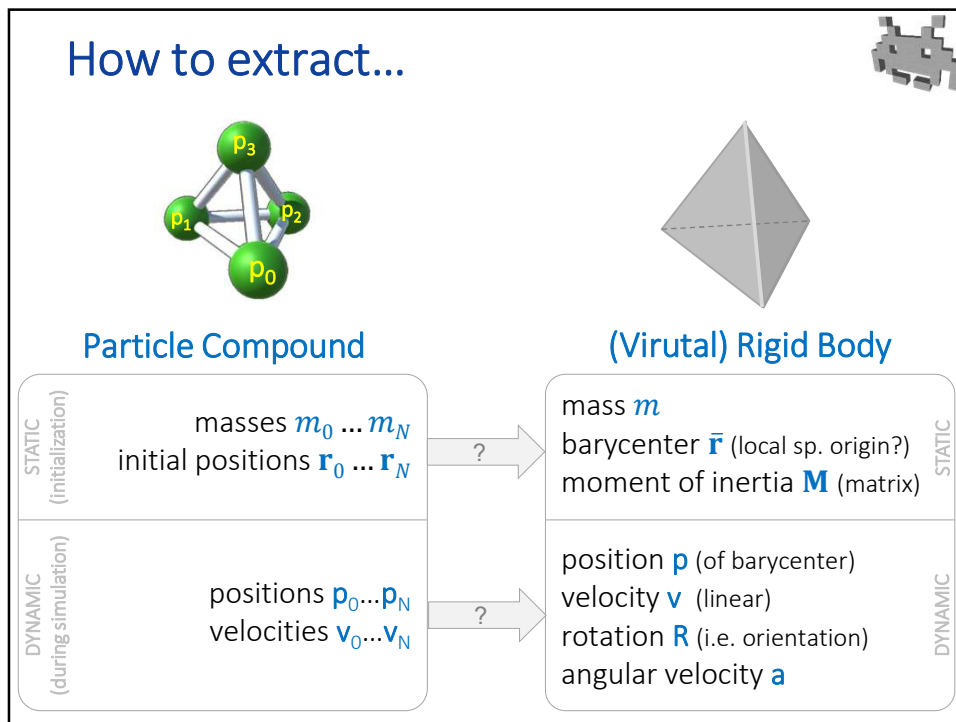 How to extract...
p3
p1
p2
p0
Particle Compound
(Virutal) Rigid Body
STATIC
(initialization)
masses m0 ... mN
initial positions r0 ... rN
?
mass m
barycenter r̄ (local sp. origin?)
moment of inertia M (matrix)
STATIC
DYNAMIC
(during simulation)
positions p0...pN
velocities v0...vN
?
position p (of barycenter)
velocity v (linear)
rotation R (i.e. orientation)
angular velocity a
DYNAMIC